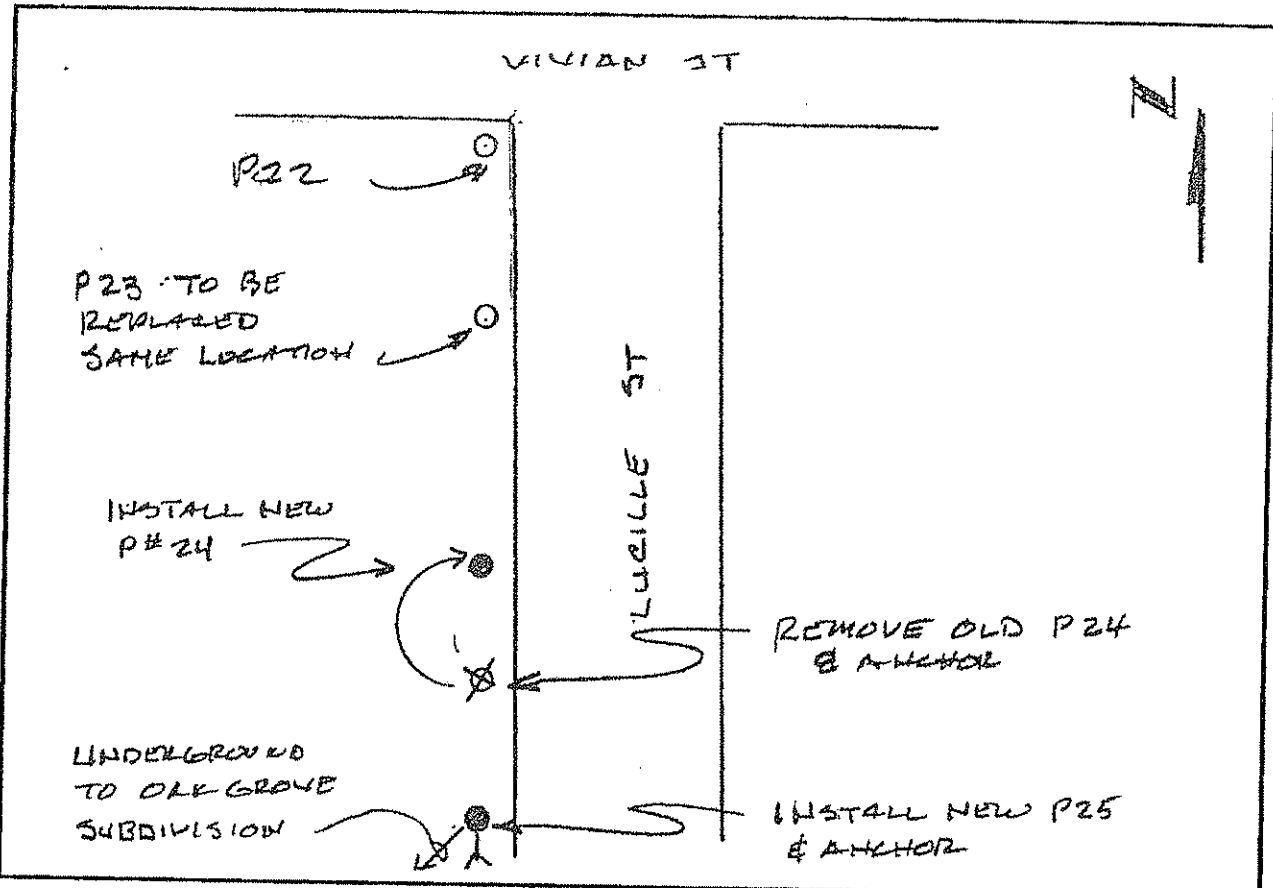 VIVIAN ST
N
P22
P23 TO BE
REPLACED
SAME LOCATION
LUCILLE ST
INSTALL NEW
P#24
REMOVE OLD P24
& ANCHOR
UNDERGROUND
TO OAK GROVE
SUBDIVISION
INSTALL NEW P25
& ANCHOR